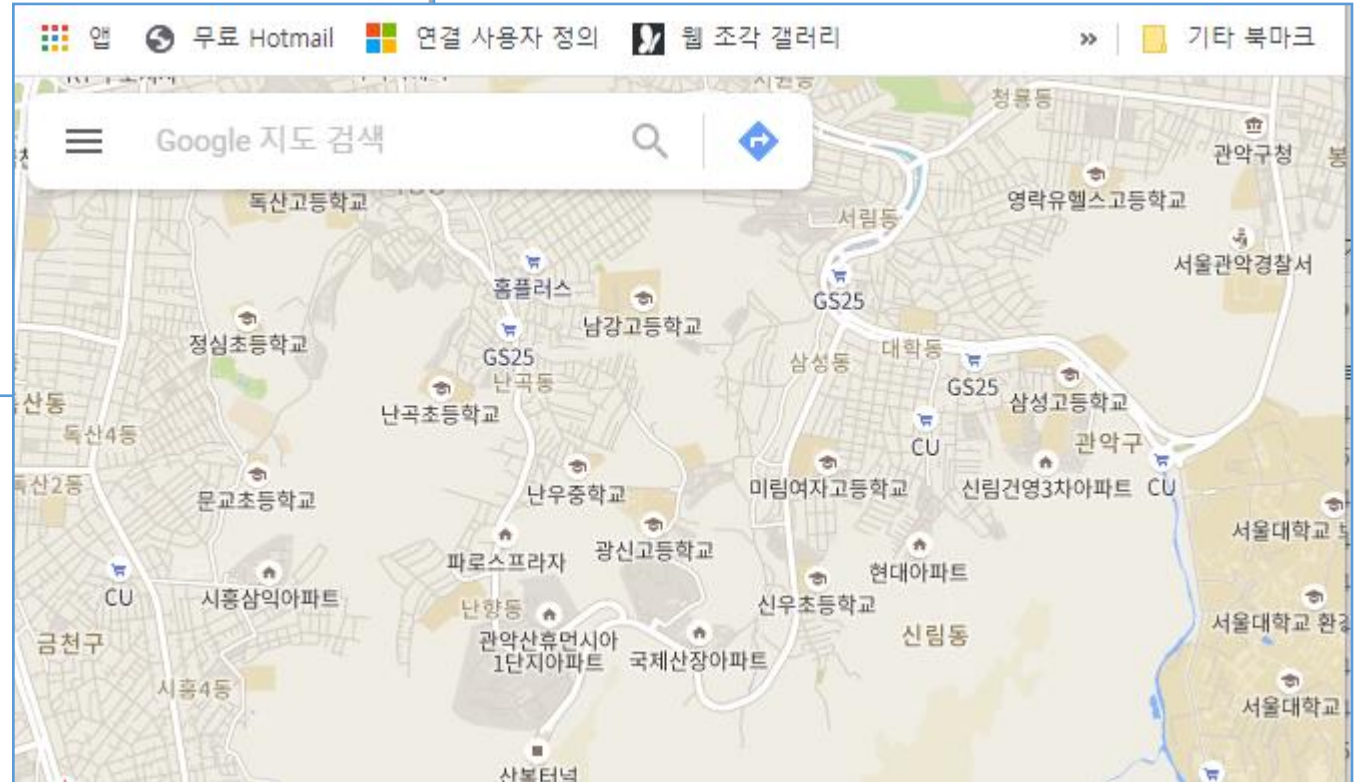 앱
무료 Hotmail
연결 사용자 정의
웹 조각 갤러리
»
기타 북마크
청룡동
Google 지도 검색
관악구청
독산고등학교
영락유헬스고등학교
서림동
서울관악경찰서
홈플러스
GS25
남강고등학교
정심초등학교
GS25
난곡동
삼성동
대학동
GS25
삼성고등학교
난곡초등학교
독산4동
CU
관악구
문교초등학교
난우중학교
미림여자고등학교
신림건영3차아파트
CU
서울대학교
파로스프라자
광신고등학교
현대아파트
CU
시흥삼익아파트
난향동
신우초등학교
관악산휴먼시아
1단지아파트
국제산장아파트
신림동
서울대학교
금천구
시흥4동
서울대학교
산복터널